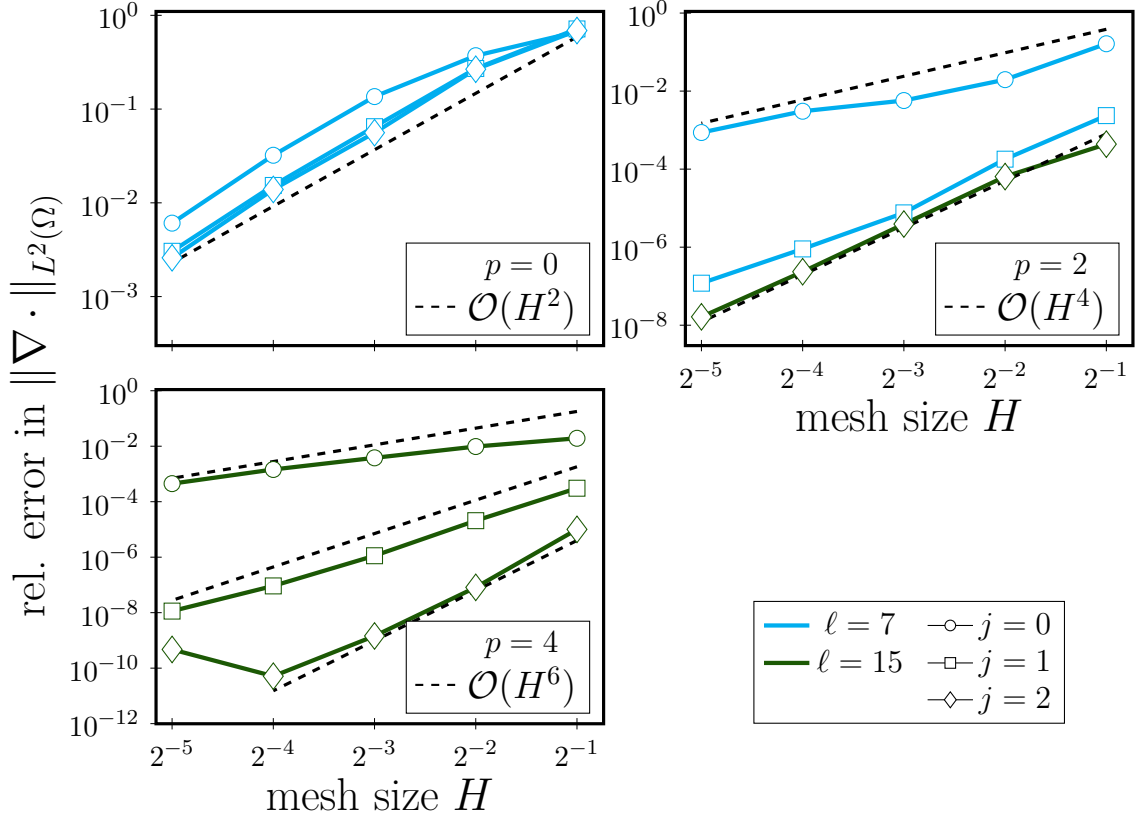 rel. error in ∥∇ · ∥_{L^2(Ω)}
10^0
10^{-1}
10^{-2}
10^{-3}
p = 0
O(H^2)
10^0
10^{-2}
10^{-4}
10^{-6}
10^{-8}
p = 2
O(H^4)
2^{-5} 2^{-4} 2^{-3} 2^{-2} 2^{-1}
mesh size H
10^0
10^{-2}
10^{-4}
10^{-6}
10^{-8}
10^{-10}
10^{-12}
p = 4
O(H^6)
2^{-5} 2^{-4} 2^{-3} 2^{-2} 2^{-1}
mesh size H
ℓ = 7 j = 0
ℓ = 15 j = 1
j = 2